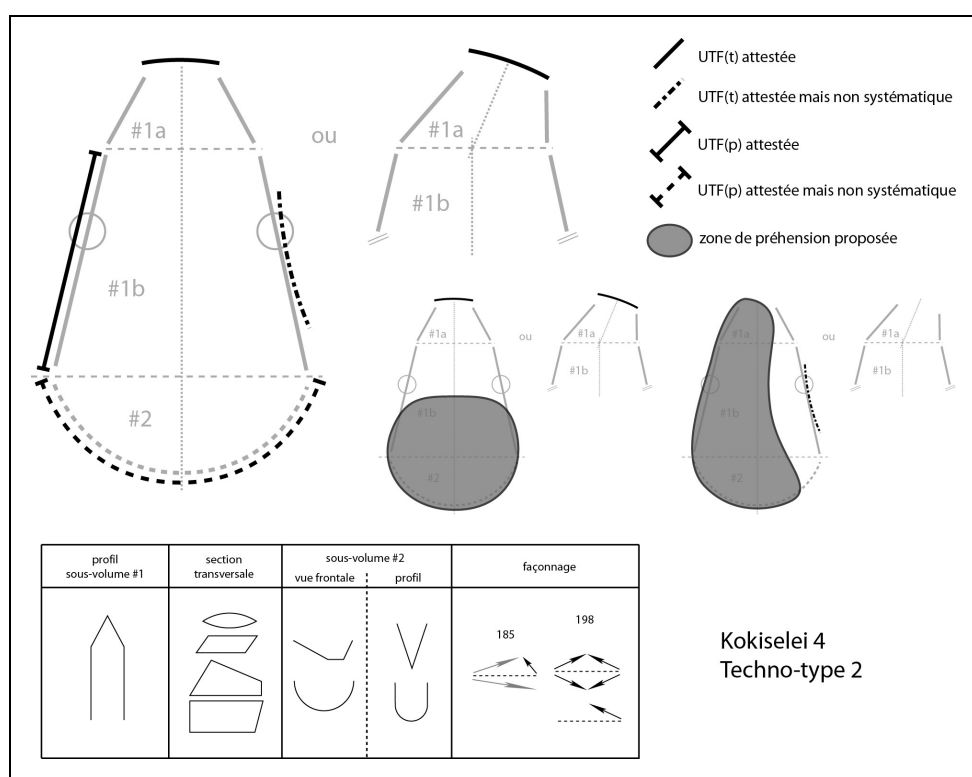 #1a
#1b
#2
ou
#1a
#1b
UTF(t) attestée
UTF(t) attestée mais non systématique
UTF(p) attestée
UTF(p) attestée mais non systématique
zone de préhension proposée
#1a
#1b
#2
ou
#1a
#1b
#1a
#1b
#2
ou
#1a
#1b
profil
sous-volume #1
section
transversale
sous-volume #2
vue frontale
profil
façonnage
185
198
Kokiselei 4
Techno-type 2